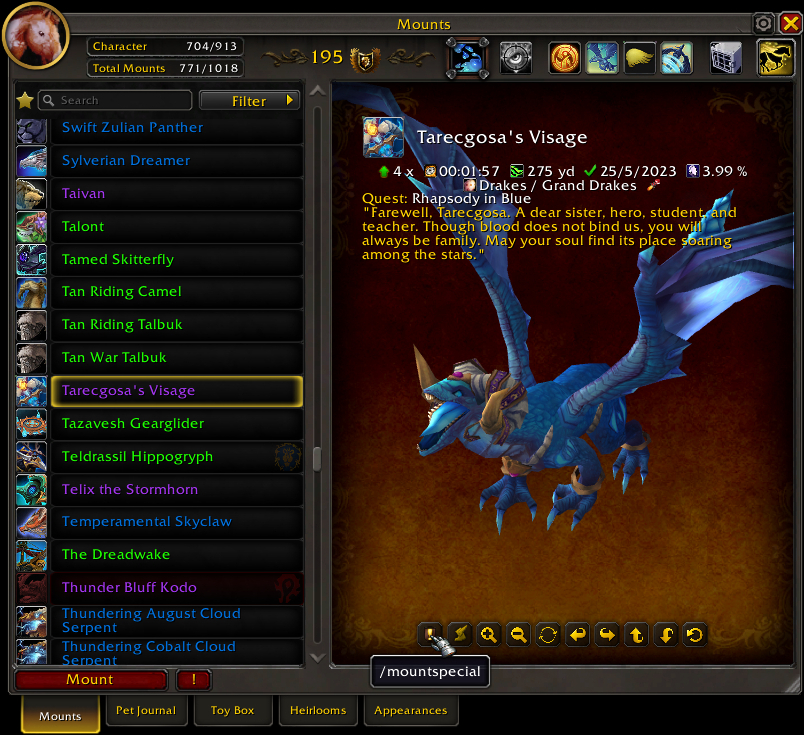 Mounts
Character 704/913
Total Mounts 771/1018
195
Search
Filter
Swift Zulian Panther
Sylverian Dreamer
Taivan
Talont
Tamed Skitterfly
Tan Riding Camel
Tan Riding Talbuk
Tan War Talbuk
Tarecgosa's Visage
Tazavesh Gearglider
Teldrassil Hippogryph
Telix the Stormhorn
Temperamental Skyclaw
The Dreadwake
Thunder Bluff Kodo
Thundering August Cloud
Serpent
Thundering Cobalt Cloud
Serpent
Tarecgosa's Visage
4 x 00:01:57 275 yd 25/5/2023 3.99 %
Drakes / Grand Drakes
Quest: Rhapsody in Blue
"Farewell, Tarecgosa. A dear sister, hero, student, and
teacher. Though blood does not bind us, you will
always be family. May your soul find its place soaring
among the stars."
/mountspecial
Mount
!
Mounts
Pet Journal
Toy Box
Heirlooms
Appearances